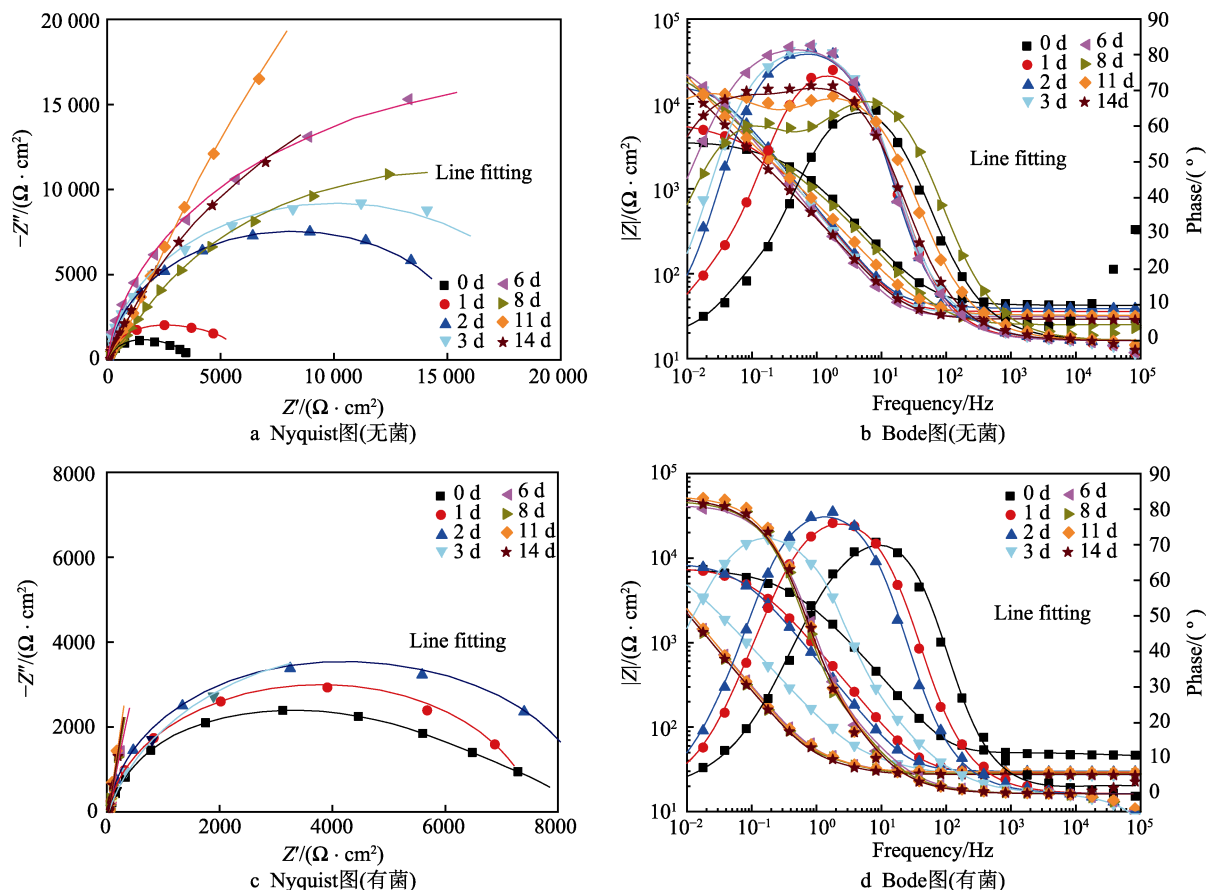 20 000
15 000
10 000
5000
0
−Z″/(Ω · cm²)
0
5000
10 000
15 000
20 000
Z′/(Ω · cm²)
Line fitting
0 d
1 d
2 d
3 d
6 d
8 d
11 d
14 d
a Nyquist图(无菌)
10⁵
10⁴
10³
10²
10¹
|Z|/(Ω · cm²)
10⁻²
10⁻¹
10⁰
10¹
10²
10³
10⁴
10⁵
Frequency/Hz
90
80
70
60
50
40
30
20
10
0
Phase/( º )
0 d
1 d
2 d
3 d
6 d
8 d
11 d
14d
Line fitting
b Bode图(无菌)
8000
6000
4000
2000
0
−Z″/(Ω · cm²)
0
2000
4000
6000
8000
Z′/(Ω · cm²)
0 d
1 d
2 d
3 d
6 d
8 d
11 d
14 d
Line fitting
c Nyquist图(有菌)
10⁵
10⁴
10³
10²
10¹
|Z|/(Ω · cm²)
10⁻²
10⁻¹
10⁰
10¹
10²
10³
10⁴
10⁵
Frequency/Hz
90
80
70
60
50
40
30
20
10
0
Phase/( º )
0 d
1 d
2 d
3 d
6 d
8 d
11 d
14 d
Line fitting
d Bode图(有菌)